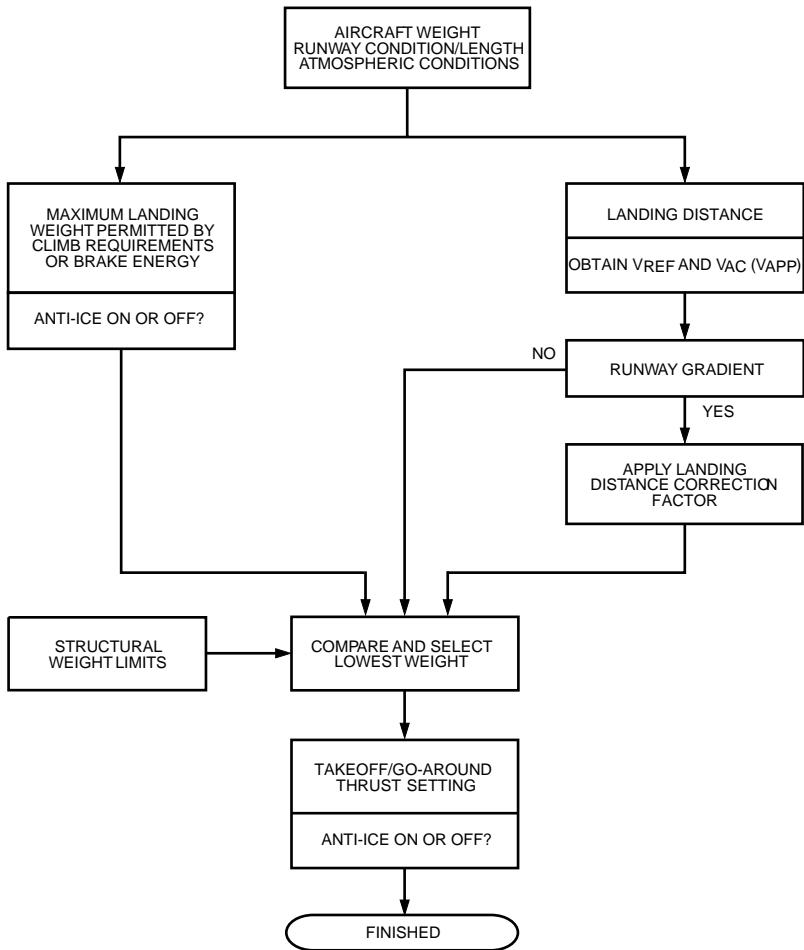 AIRCRAFT WEIGHT
RUNWAY CONDITION/LENGTH
ATMOSPHERIC CONDITIONS
MAXIMUM LANDING
WEIGHT PERMITTED BY
CLIMB REQUIREMENTS
OR BRAKE ENERGY
ANTI-ICE ON OR OFF?
LANDING DISTANCE
OBTAIN VREF AND VAC (VAPP)
NO
RUNWAY GRADIENT
YES
APPLY LANDING
DISTANCE CORRECTION
FACTOR
STRUCTURAL
WEIGHT LIMITS
COMPARE AND SELECT
LOWEST WEIGHT
TAKEOFF/GO-AROUND
THRUST SETTING
ANTI-ICE ON OR OFF?
FINISHED